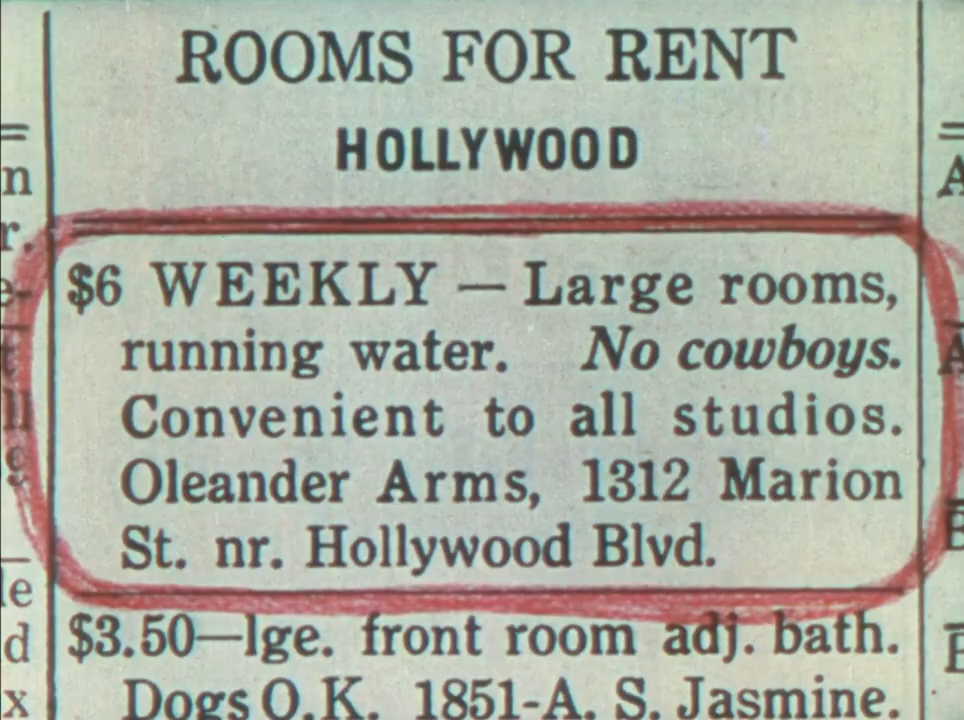 ROOMS FOR RENT
HOLLYWOOD
$6 WEEKLY — Large rooms,
running water. No cowboys.
Convenient to all studios.
Oleander Arms, 1312 Marion
St. nr. Hollywood Blvd.
$3.50—lge. front room adj. bath.
Dogs O.K. 1851-A. S. Jasmine.